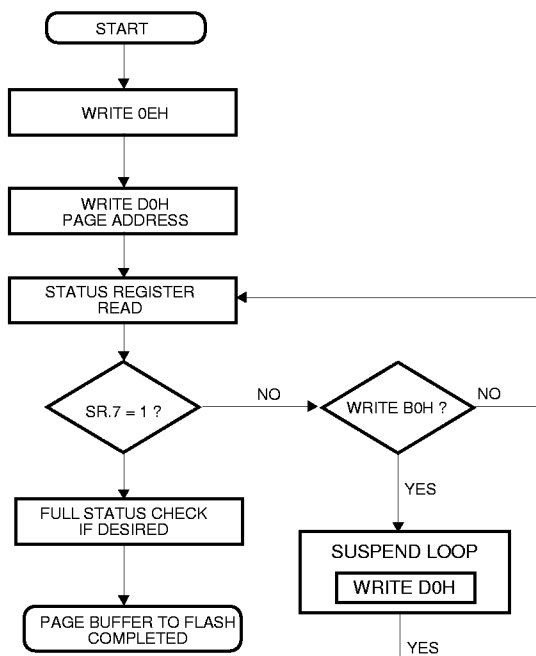 START
WRITE 0EH
WRITE D0H
PAGE ADDRESS
STATUS REGISTER
READ
SR.7 = 1 ?
NO
WRITE B0H ?
NO
YES
FULL STATUS CHECK
IF DESIRED
SUSPEND LOOP
WRITE D0H
PAGE BUFFER TO FLASH
COMPLETED
YES